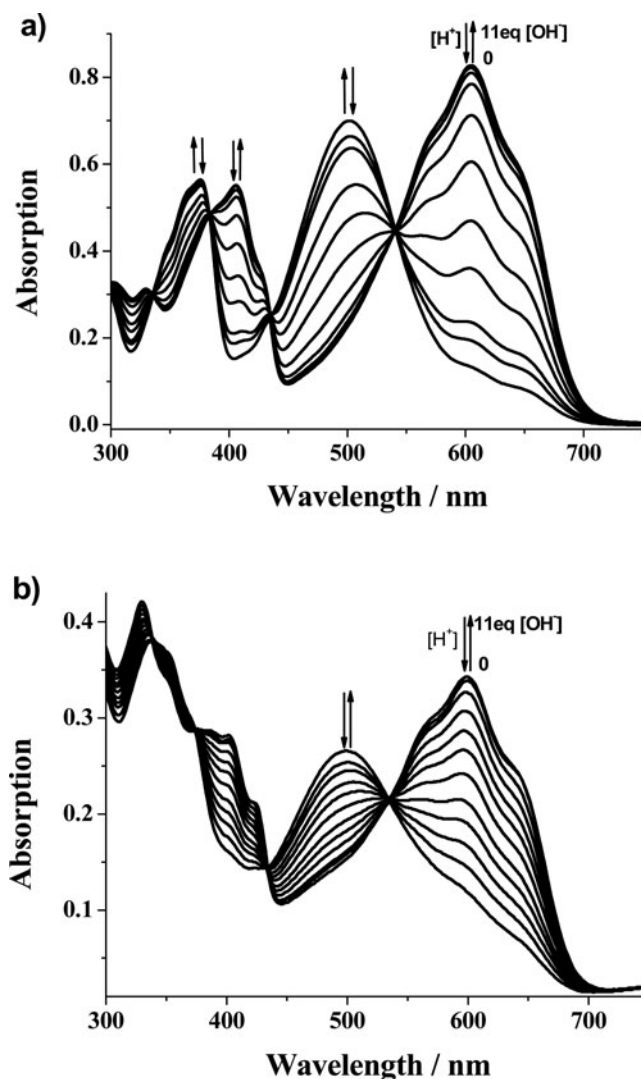 a)
[H⁺] 11eq [OH⁻]
0
0.8
0.6
0.4
0.2
0.0
Absorption
300 400 500 600 700
Wavelength / nm
b)
[H⁺] 11eq [OH⁻]
0
0.4
0.3
0.2
0.1
Absorption
300 400 500 600 700
Wavelength / nm